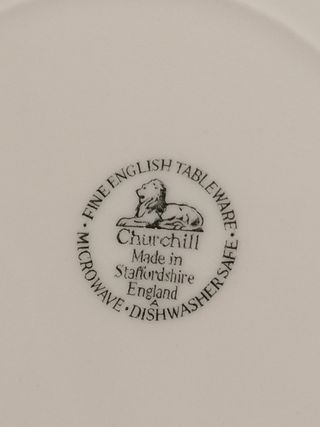 · FINE ENGLISH TABLEWARE ·
Churchill
Made in
Staffordshire
England
A
MICROWAVE · DISHWASHER SAFE